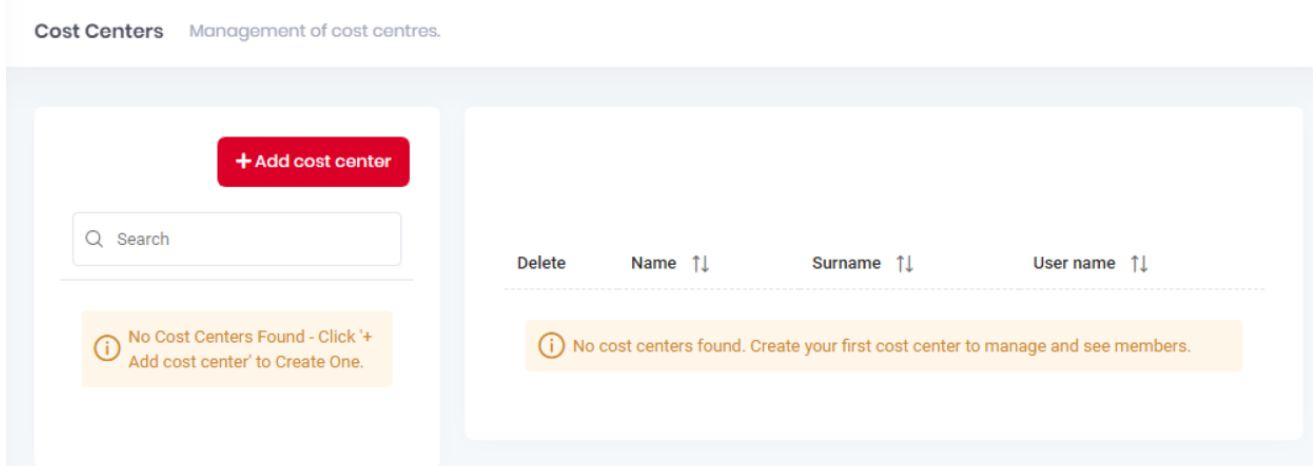 Cost Centers Management of cost centres.
+ Add cost center
Search
No Cost Centers Found - Click '+
Add cost center' to Create One.
Delete Name Surname User name
No cost centers found. Create your first cost center to manage and see members.